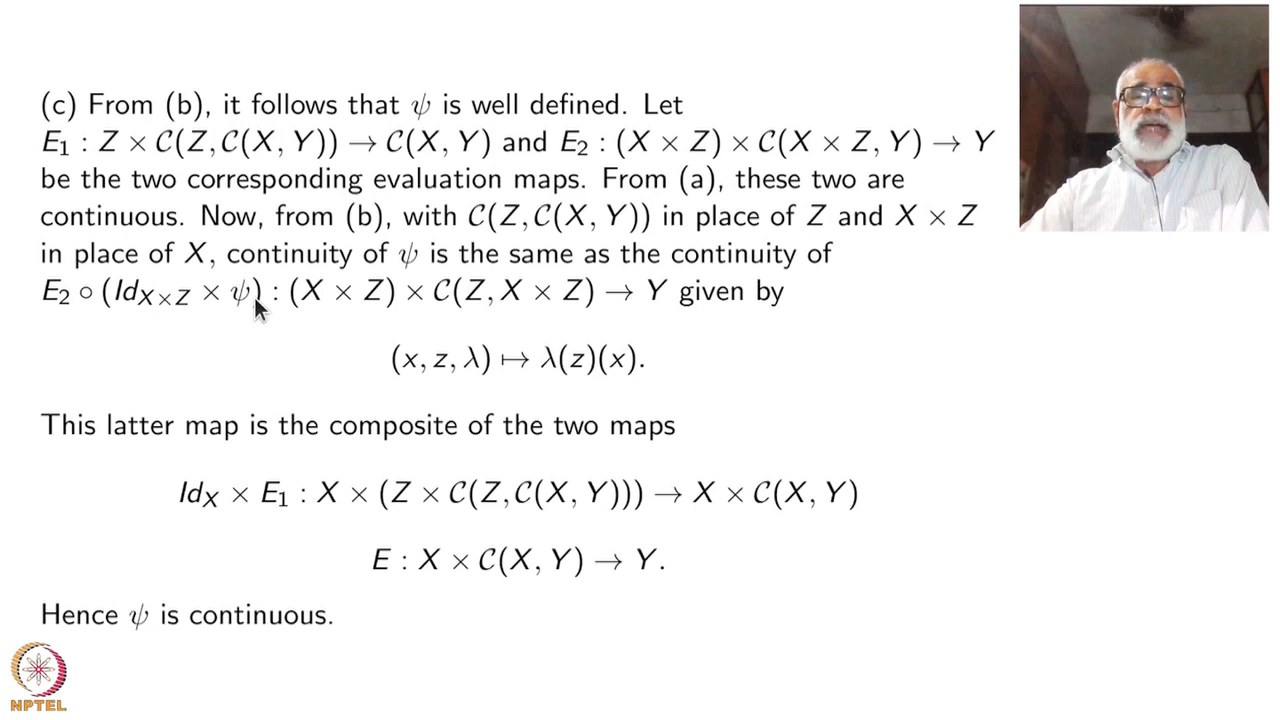 (c) From (b), it follows that ψ is well defined. Let
E₁ : Z × C(Z, C(X, Y)) → C(X, Y) and E₂ : (X × Z) × C(X × Z, Y) → Y
be the two corresponding evaluation maps. From (a), these two are
continuous. Now, from (b), with C(Z, C(X, Y)) in place of Z and X × Z
in place of X, continuity of ψ is the same as the continuity of
E₂ ∘ (Id_{X×Z} × ψ) : (X × Z) × C(Z, X × Z) → Y given by
(x, z, λ) ↦ λ(z)(x).
This latter map is the composite of the two maps
Id_X × E₁ : X × (Z × C(Z, C(X, Y))) → X × C(X, Y)
E : X × C(X, Y) → Y.
Hence ψ is continuous.
NPTEL